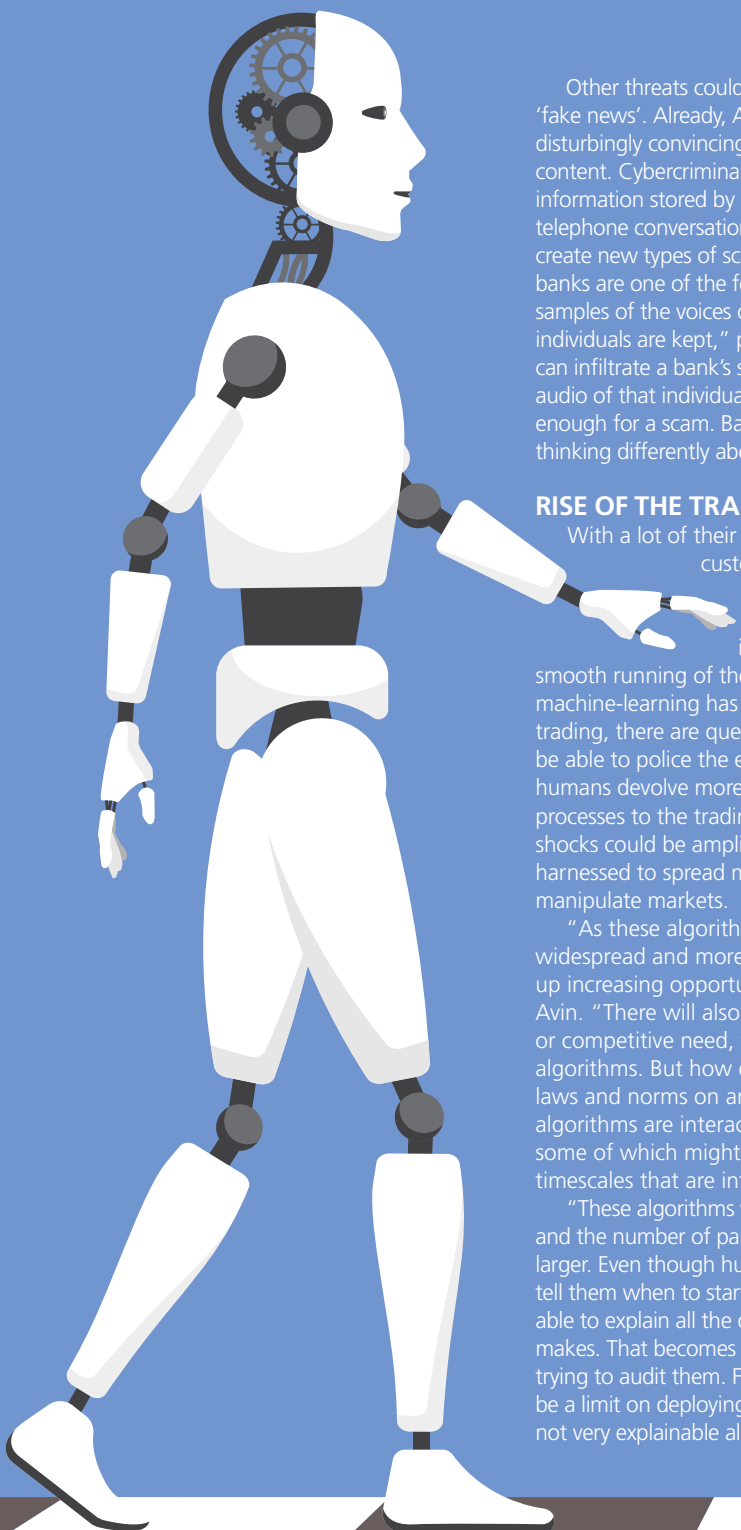 Other threats could
‘fake news’. Already, A
disturbingly convincing
content. Cybercrimina
information stored by
telephone conversation
create new types of sc
banks are one of the fe
samples of the voices o
individuals are kept,” p
can infiltrate a bank’s s
audio of that individua
enough for a scam. Ba
thinking differently abo
RISE OF THE TRA
With a lot of their
custo
i
smooth running of the
machine-learning has
trading, there are que
be able to police the e
humans devolve more
processes to the tradin
shocks could be ampli
harnessed to spread m
manipulate markets.
“As these algorith
widespread and more
up increasing opportu
Avin. “There will also
or competitive need,
algorithms. But how c
laws and norms on an
algorithms are interac
some of which might
timescales that are int
“These algorithms w
and the number of pa
larger. Even though hu
tell them when to start
able to explain all the d
makes. That becomes
trying to audit them. F
be a limit on deploying
not very explainable al